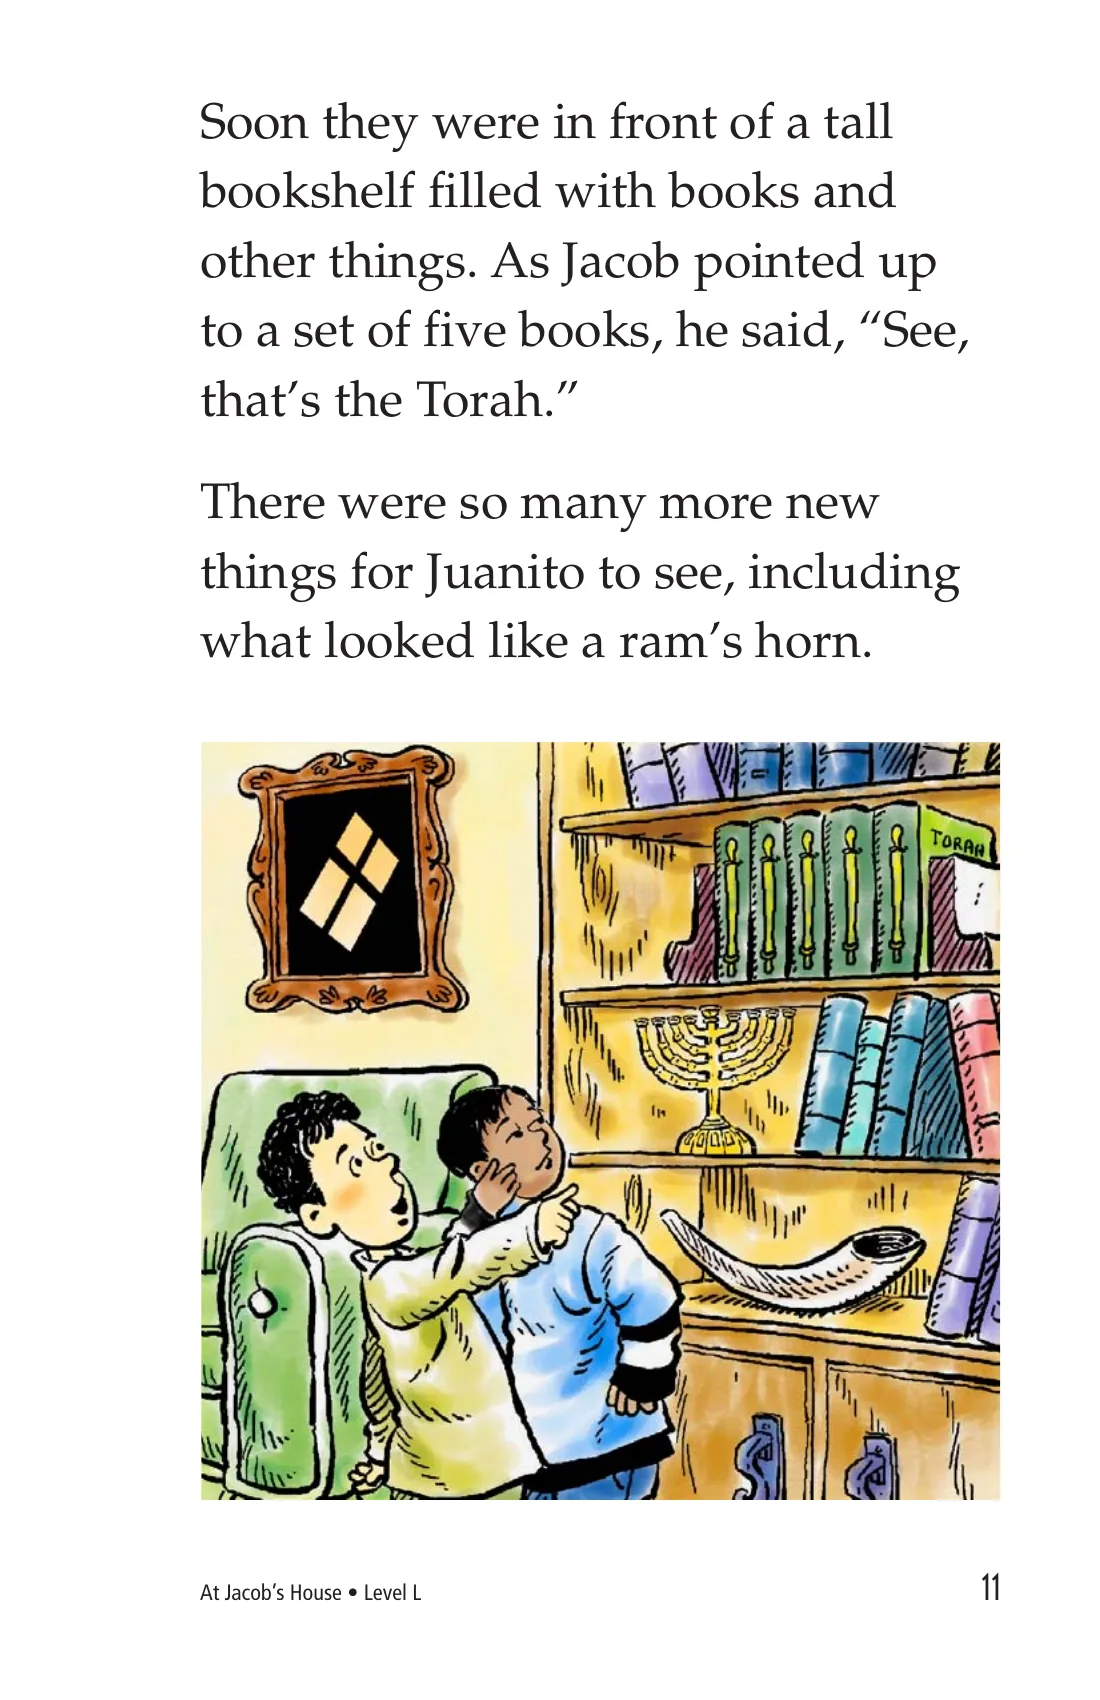 Soon they were in front of a tall
bookshelf filled with books and
other things. As Jacob pointed up
to a set of five books, he said, “See,
that’s the Torah.”
There were so many more new
things for Juanito to see, including
what looked like a ram’s horn.
TORAH
At Jacob’s House • Level L
11